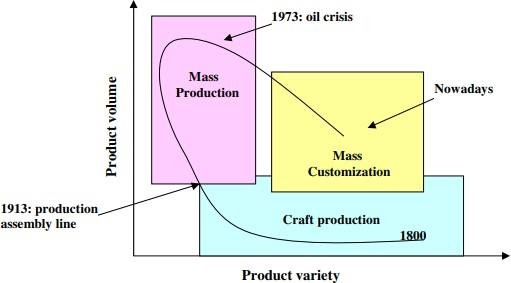 1973: oil crisis
Mass
Production
Nowadays
Product volume
Mass
Customization
1913: production
assembly line
Craft production
1800
Product variety